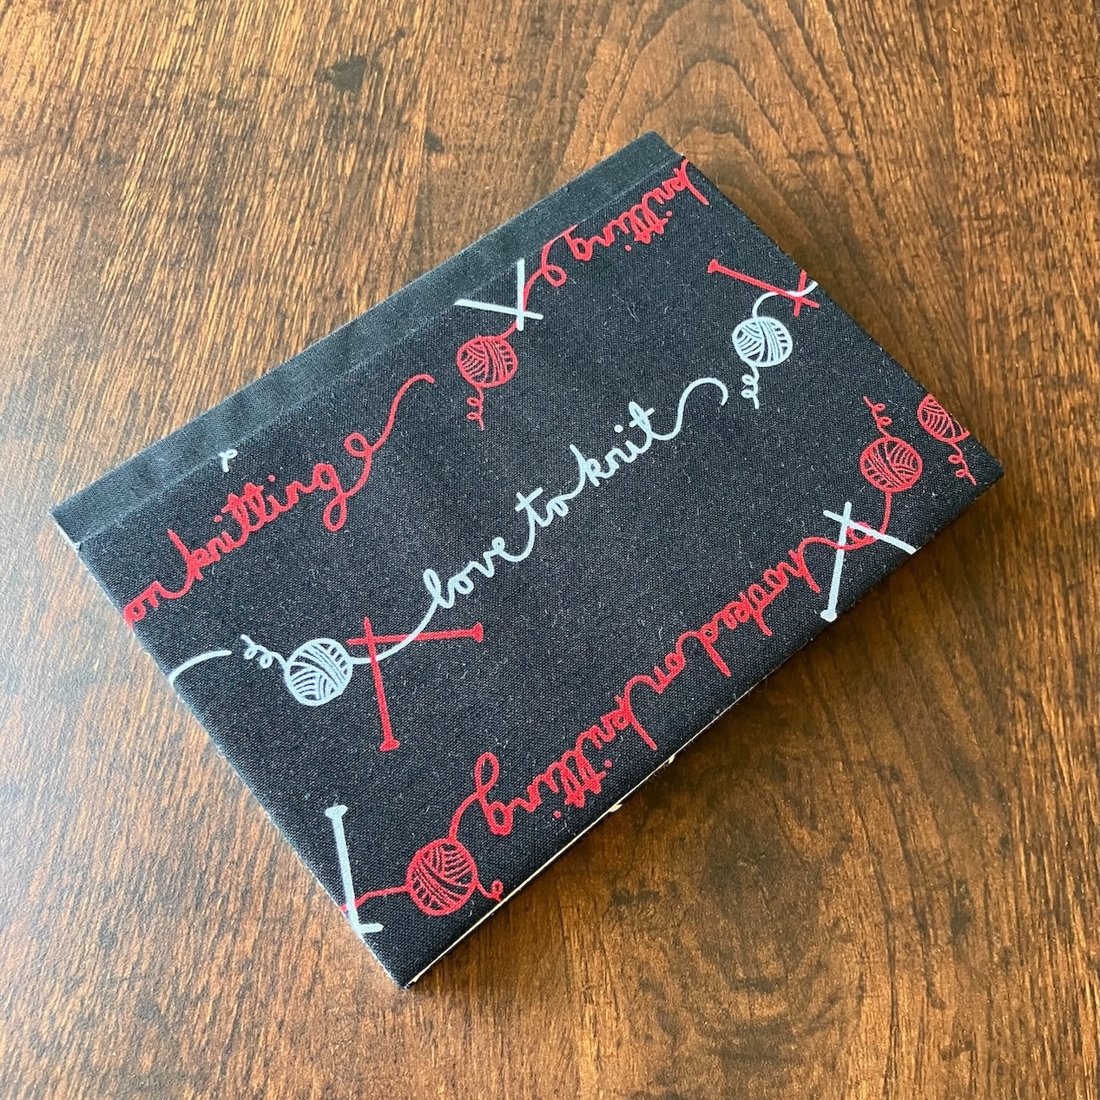 knitting
on knitting
love to knit
hooked on knitting